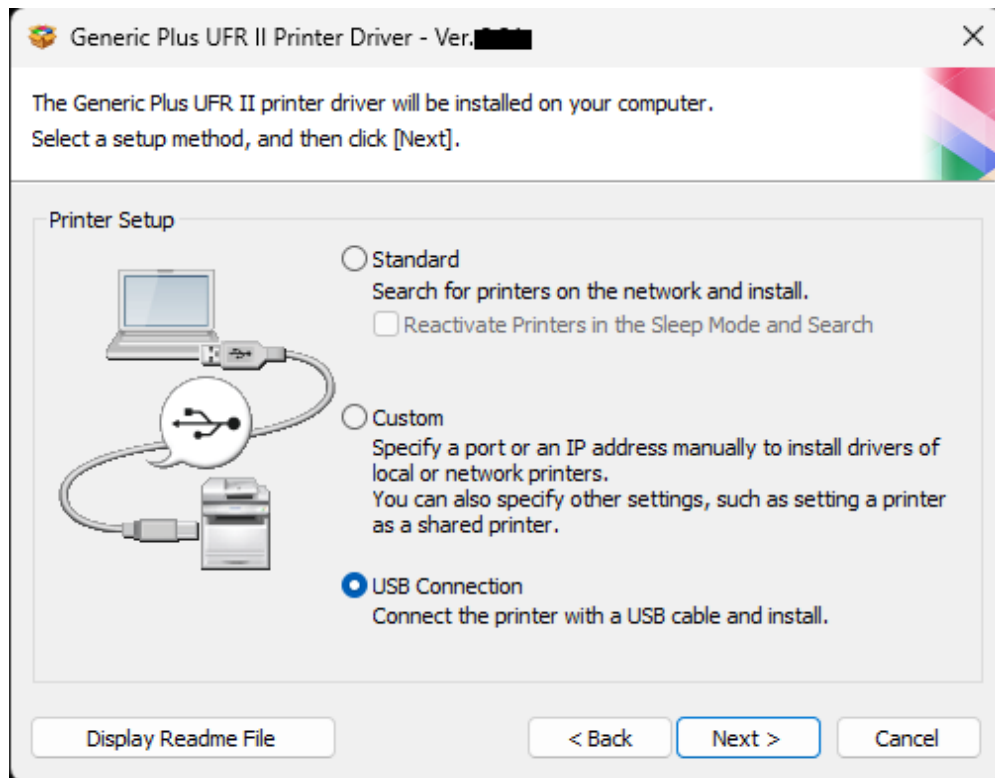 Generic Plus UFR II Printer Driver - Ver.
The Generic Plus UFR II printer driver will be installed on your computer.
Select a setup method, and then click [Next].
Printer Setup
Standard
Search for printers on the network and install.
Reactivate Printers in the Sleep Mode and Search
Custom
Specify a port or an IP address manually to install drivers of
local or network printers.
You can also specify other settings, such as setting a printer
as a shared printer.
USB Connection
Connect the printer with a USB cable and install.
Display Readme File
< Back
Next >
Cancel